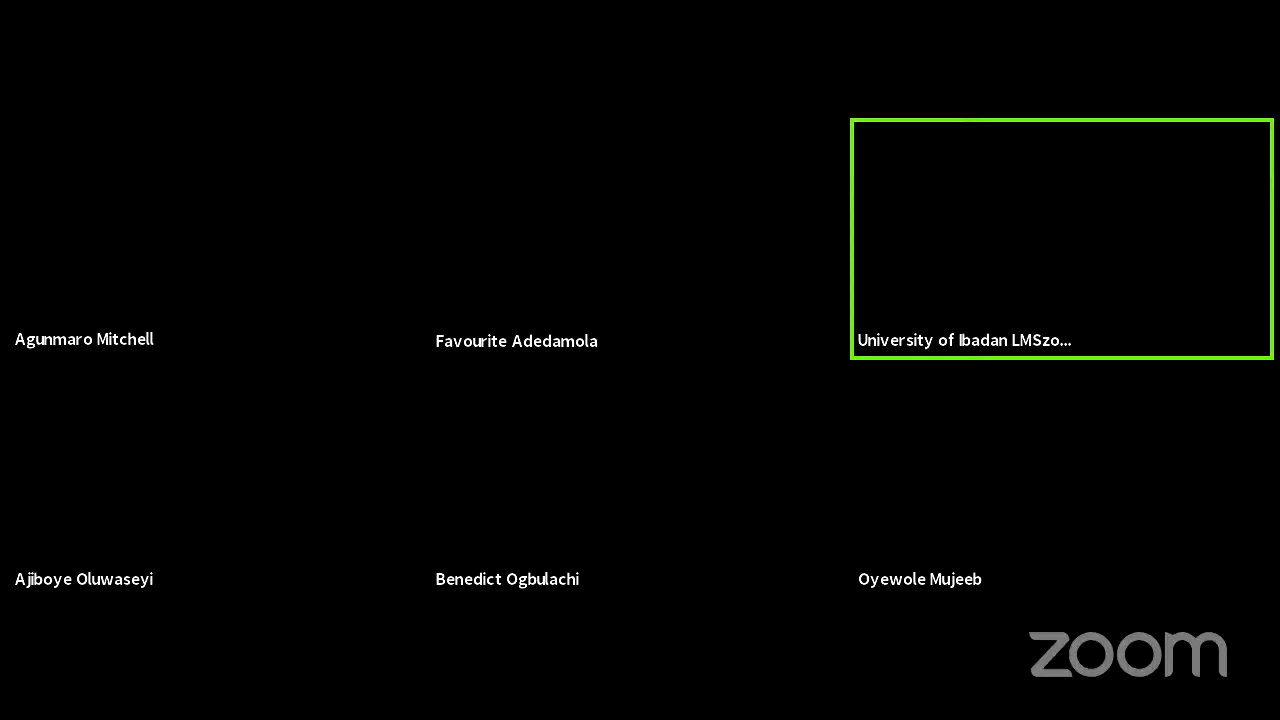 Agunmaro Mitchell
Favourite Adedamola
University of Ibadan LMSzo...
Ajiboye Oluwaseyi
Benedict Ogbulachi
Oyewole Mujeeb
zoom